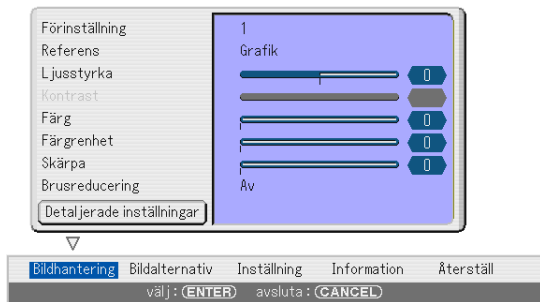 Förinställning 1
Referens Grafik
Ljusstyrka 0
Kontrast
Färg 0
Färgrenhet 0
Skärpa 0
Brusreducering Av
Detaljerade inställningar
Bildhantering Bildalternativ Inställning Information Återställ
välj:(ENTER) avsluta:(CANCEL)